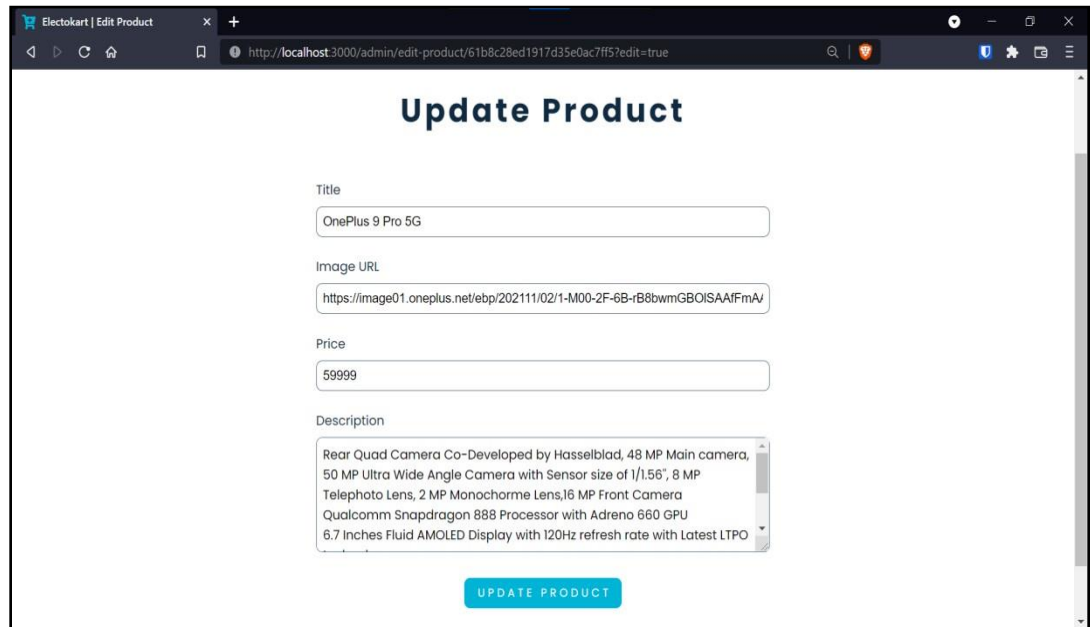 Electokart | Edit Product
http://localhost:3000/admin/edit-product/61b8c28ed1917d35e0ac7ff5?edit=true
Update Product
Title
OnePlus 9 Pro 5G
Image URL
https://image01.oneplus.net/ebp/202111/02/1-M00-2F-6B-rB8bwmGBOISAAfFmAA
Price
59999
Description
Rear Quad Camera Co-Developed by Hasselblad, 48 MP Main camera,
50 MP Ultra Wide Angle Camera with Sensor size of 1/1.56", 8 MP
Telephoto Lens, 2 MP Monochorme Lens,16 MP Front Camera
Qualcomm Snapdragon 888 Processor with Adreno 660 GPU
6.7 Inches Fluid AMOLED Display with 120Hz refresh rate with Latest LTPO
UPDATE PRODUCT